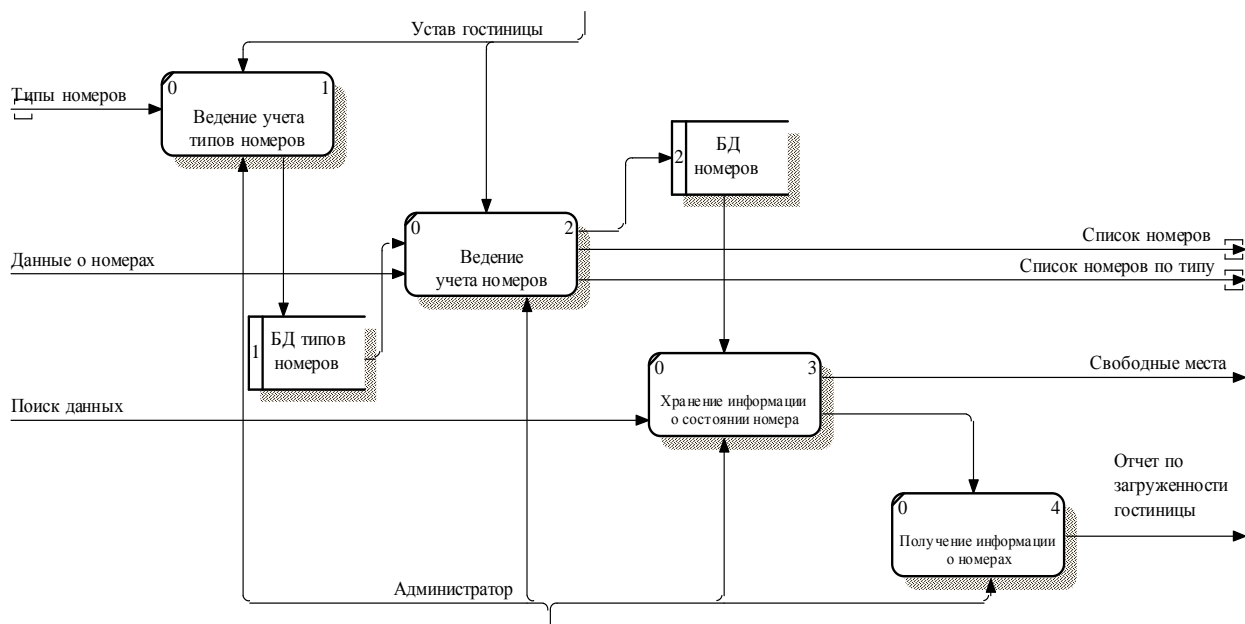 Устав гостиницы
0 1
Типы номеров
Ведение учета
типов номеров
2
БД
номеров
0 2
Ведение
учета номеров
Данные о номерах
Список номеров
Список номеров по типу
1
БД типов
номеров
0 3
Свободные места
Хранение информации
о состоянии номера
Поиск данных
Отчет по
загруженности
гостиницы
0 4
Получение информации
о номерах
Администратор